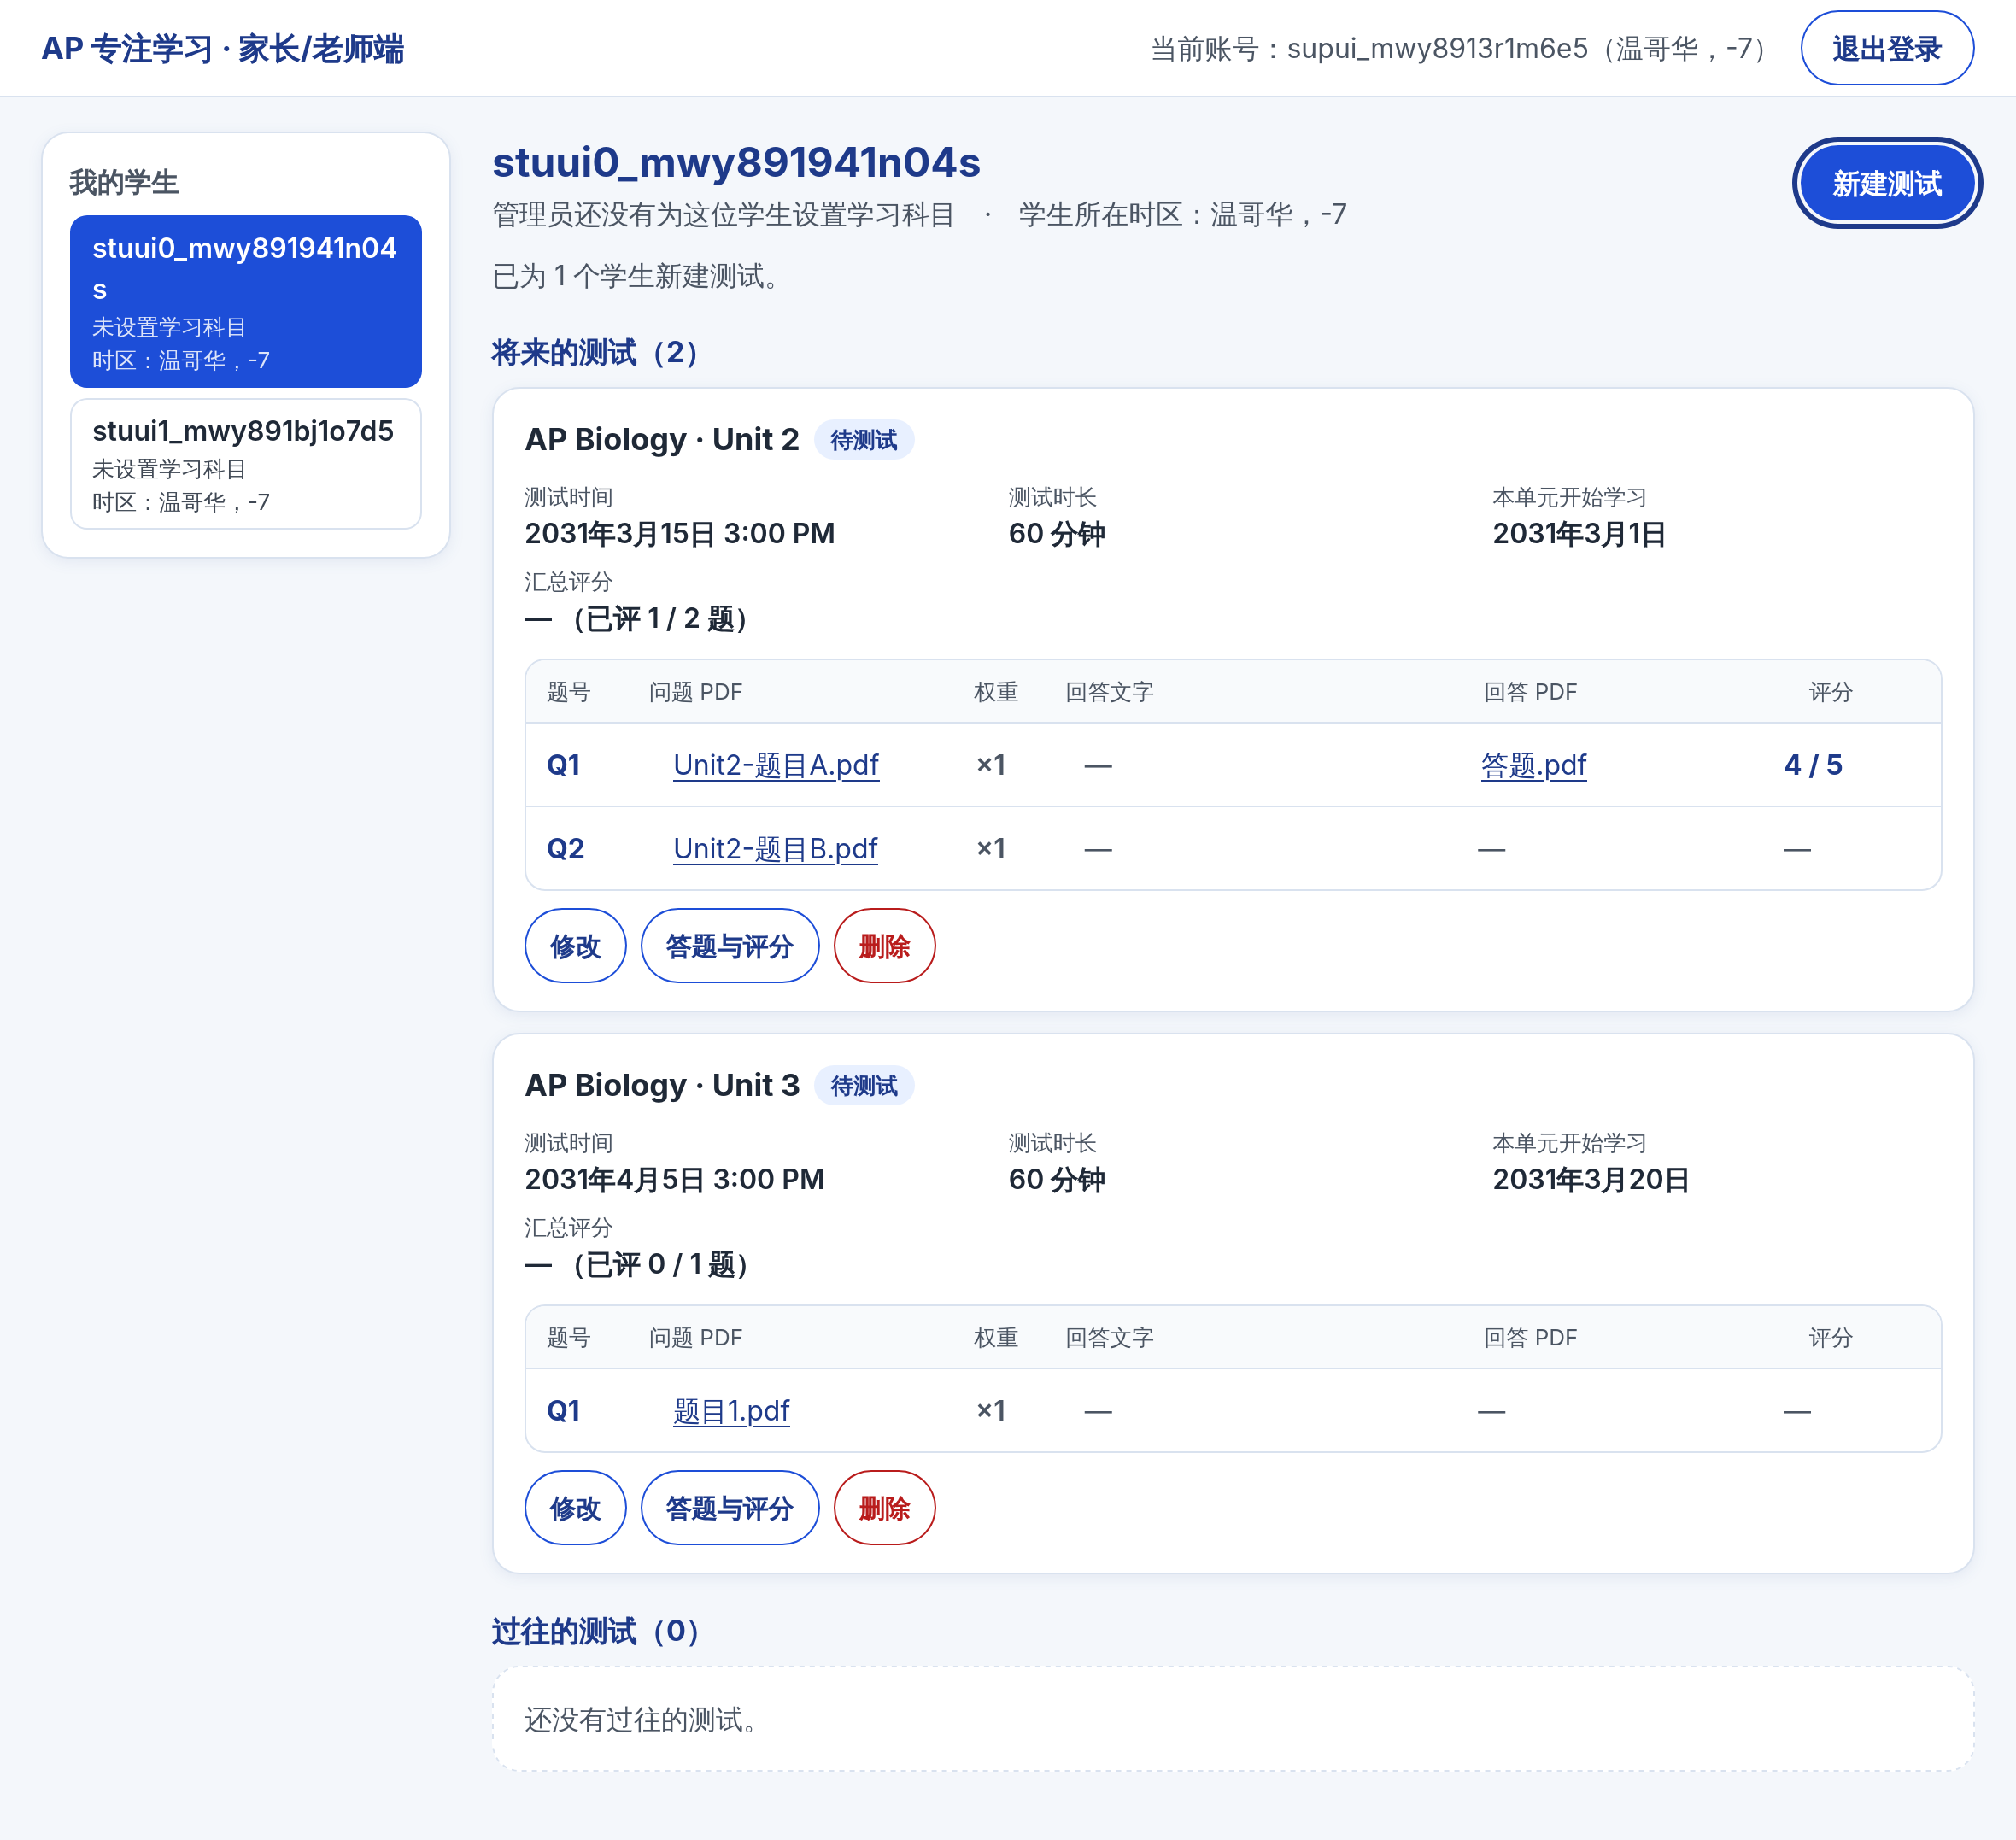 AP 专注学习 · 家长/老师端
当前账号：supui_mwy8913r1m6e5（温哥华，-7）
退出登录
我的学生
stuui0_mwy891941n04
s
未设置学习科目
时区：温哥华，-7
stuui1_mwy891bj1o7d5
未设置学习科目
时区：温哥华，-7
stuui0_mwy891941n04s
新建测试
管理员还没有为这位学生设置学习科目 · 学生所在时区：温哥华，-7
已为 1 个学生新建测试。
将来的测试（2）
AP Biology · Unit 2 待测试
测试时间 测试时长 本单元开始学习
2031年3月15日 3:00 PM 60 分钟 2031年3月1日
汇总评分
— （已评 1 / 2 题）
题号 问题 PDF 权重 回答文字 回答 PDF 评分
Q1 Unit2-题目A.pdf ×1 — 答题.pdf 4 / 5
Q2 Unit2-题目B.pdf ×1 — — —
修改 答题与评分 删除
AP Biology · Unit 3 待测试
测试时间 测试时长 本单元开始学习
2031年4月5日 3:00 PM 60 分钟 2031年3月20日
汇总评分
— （已评 0 / 1 题）
题号 问题 PDF 权重 回答文字 回答 PDF 评分
Q1 题目1.pdf ×1 — — —
修改 答题与评分 删除
过往的测试（0）
还没有过往的测试。